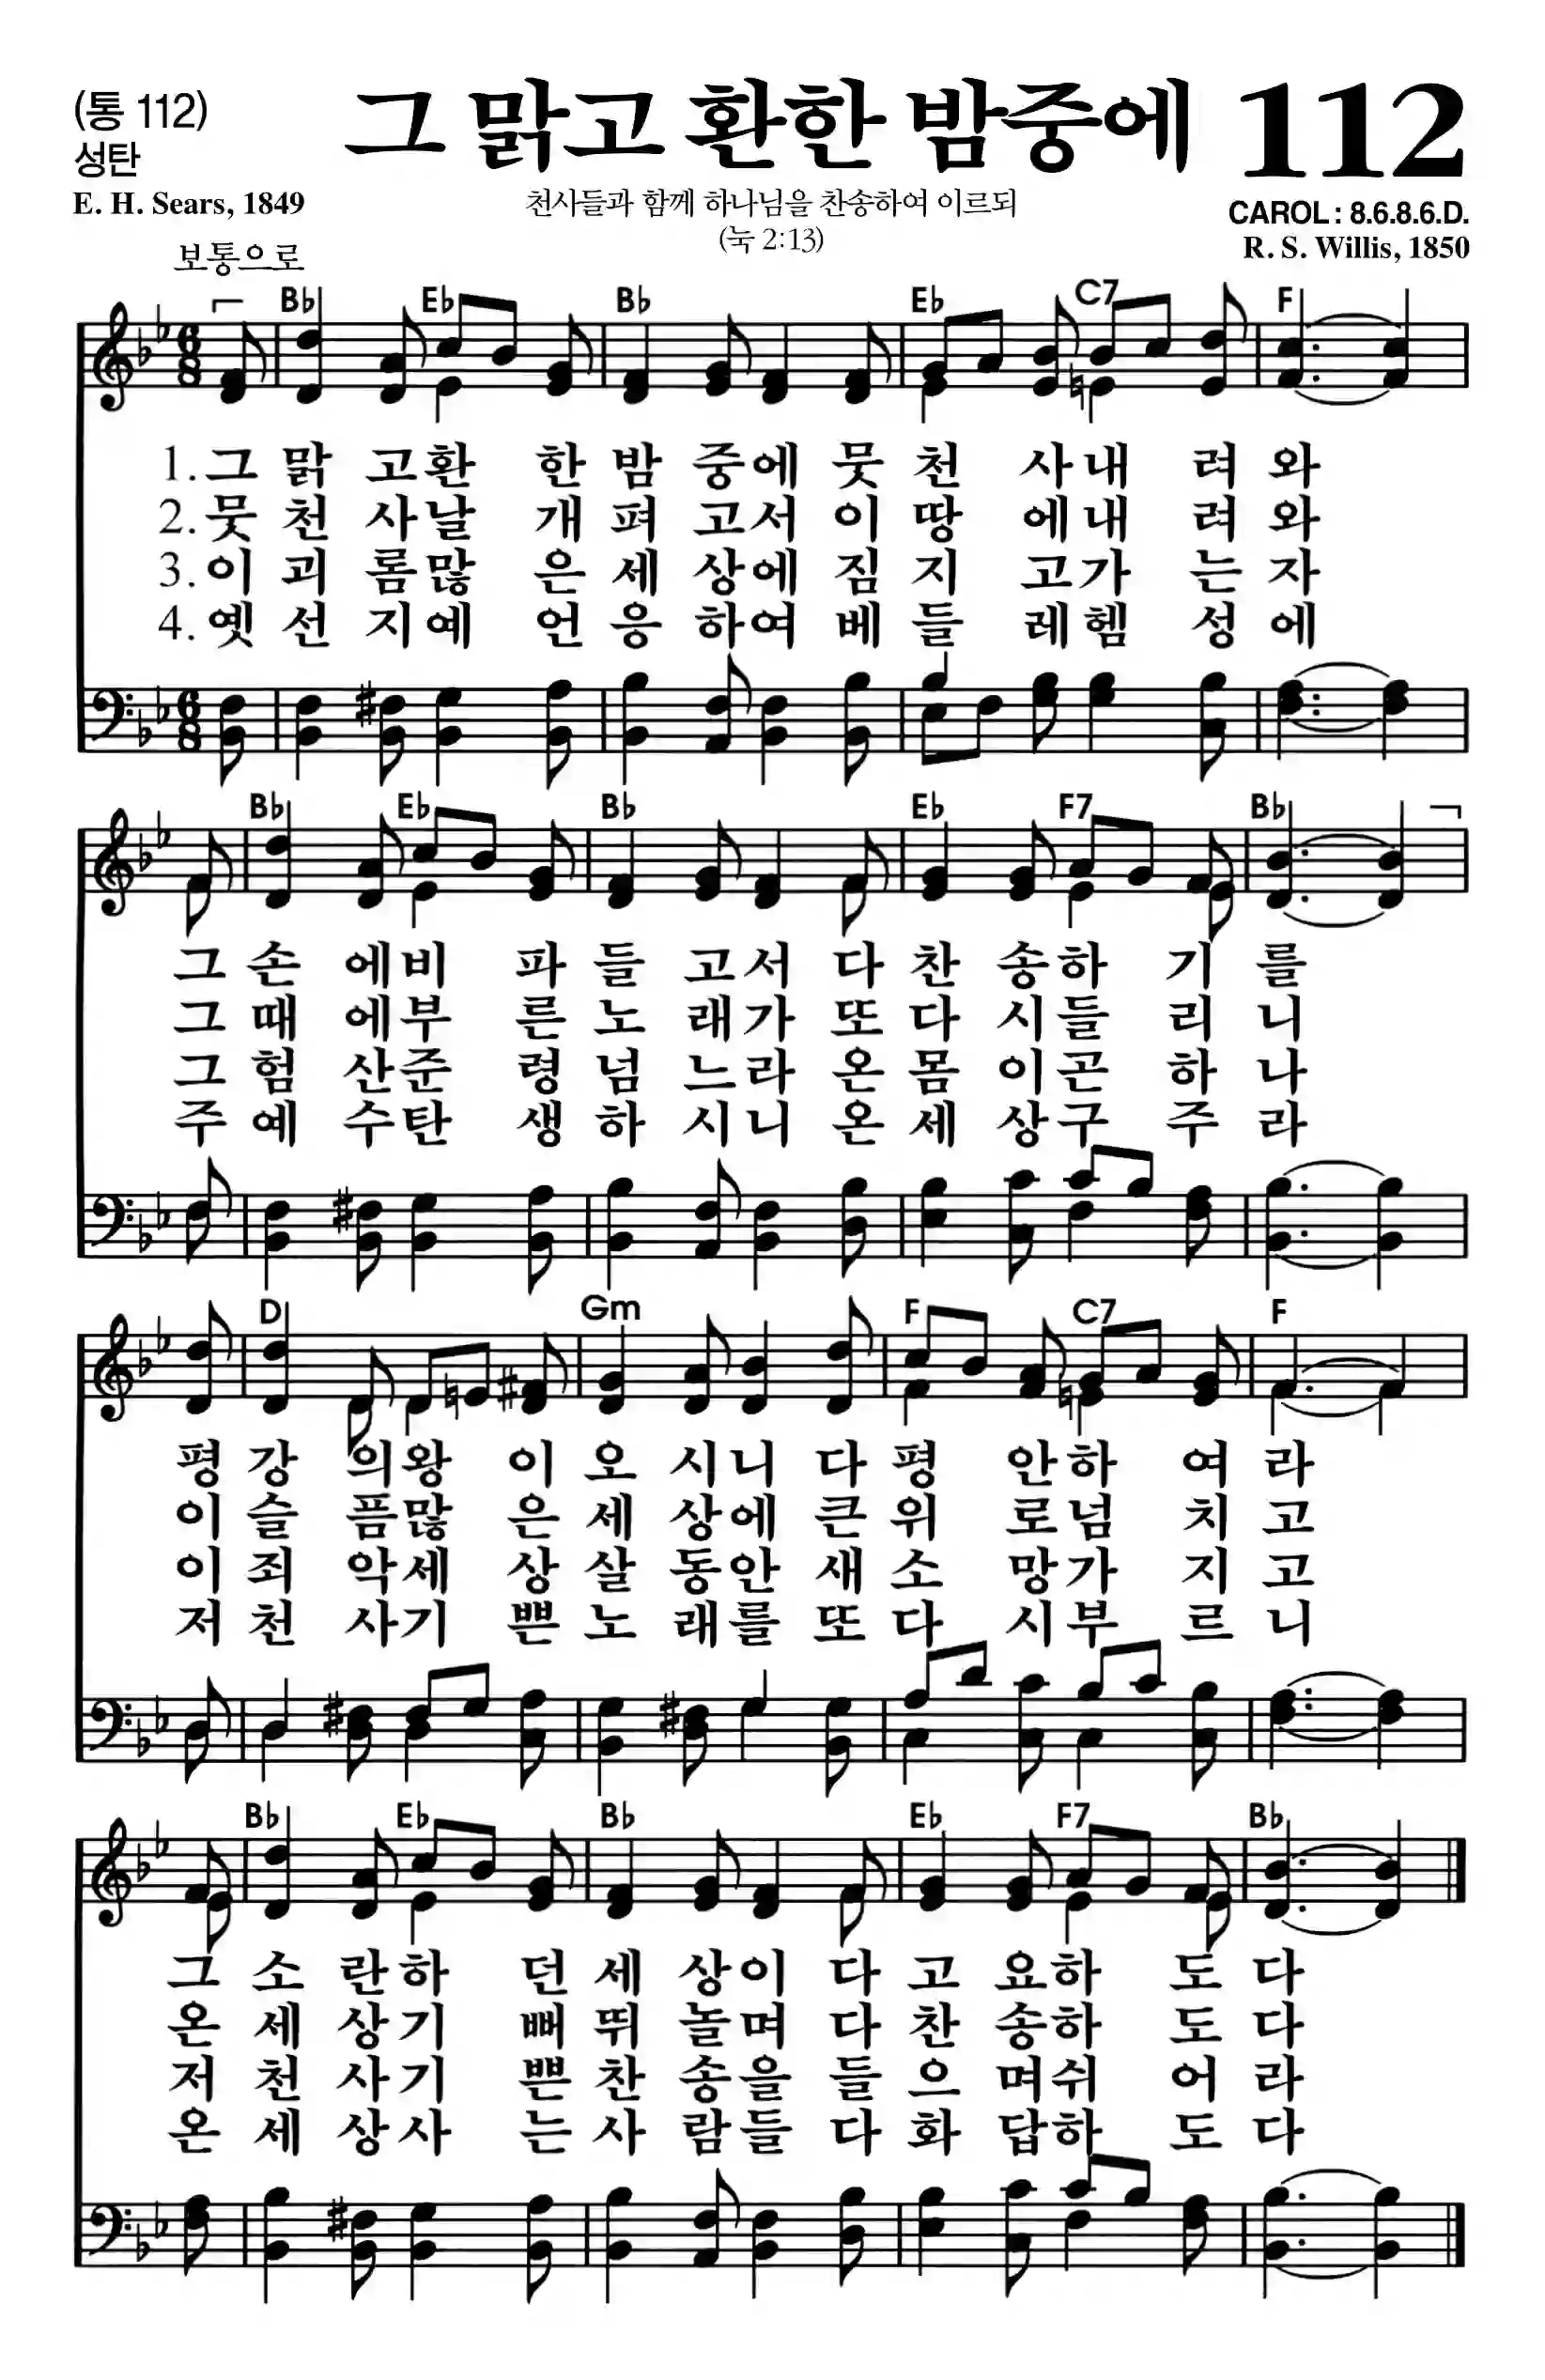 (통 112)
성탄
E. H. Sears, 1849
그 맑고 환한 밤중에
112
천사들과 함께 하나님을 찬송하여 이르되
(눅 2:13)
CAROL : 8.6.8.6.D.
R. S. Willis, 1850
보통으로
B♭ E♭ B♭ E♭ C7 F
6 8
1. 그 맑 고환 한 밤 중에 뭇 천 사내 려 와
2. 뭇 천 사날 개 펴 고서 이 땅 에내 려 와
3. 이 괴 롬많 은 세 상에 짐 지 고가 는 자
4. 옛 선 지예 언 응 하여 베 들 레헴 성 에
6 8
B♭ E♭ B♭ E♭ F7 B♭
그 손 에비 파 들 고서 다 찬 송하 기 를
그 때 에부 른 노 래가 또 다 시들 리 니
그 험 산준 령 넘 느라 온 몸 이곤 하 나
주 예 수탄 생 하 시니 온 세 상구 주 라
D Gm F C7 F
평 강 의왕 이 오 시니 다 평 안하 여 라
이 슬 픔많 은 세 상에 큰 위 로넘 치 고
이 죄 악세 상 살 동안 새 소 망가 지 고
저 천 사기 쁜 노 래를 또 다 시부 르 니
B♭ E♭ B♭ E♭ F7 B♭
그 소 란하 던 세 상이 다 고 요하 도 다
온 세 상기 뻐 뛰 놀며 다 찬 송하 도 다
저 천 사기 쁜 찬 송을 들 으 며쉬 어 라
온 세 상사 는 사 람들 다 화 답하 도 다